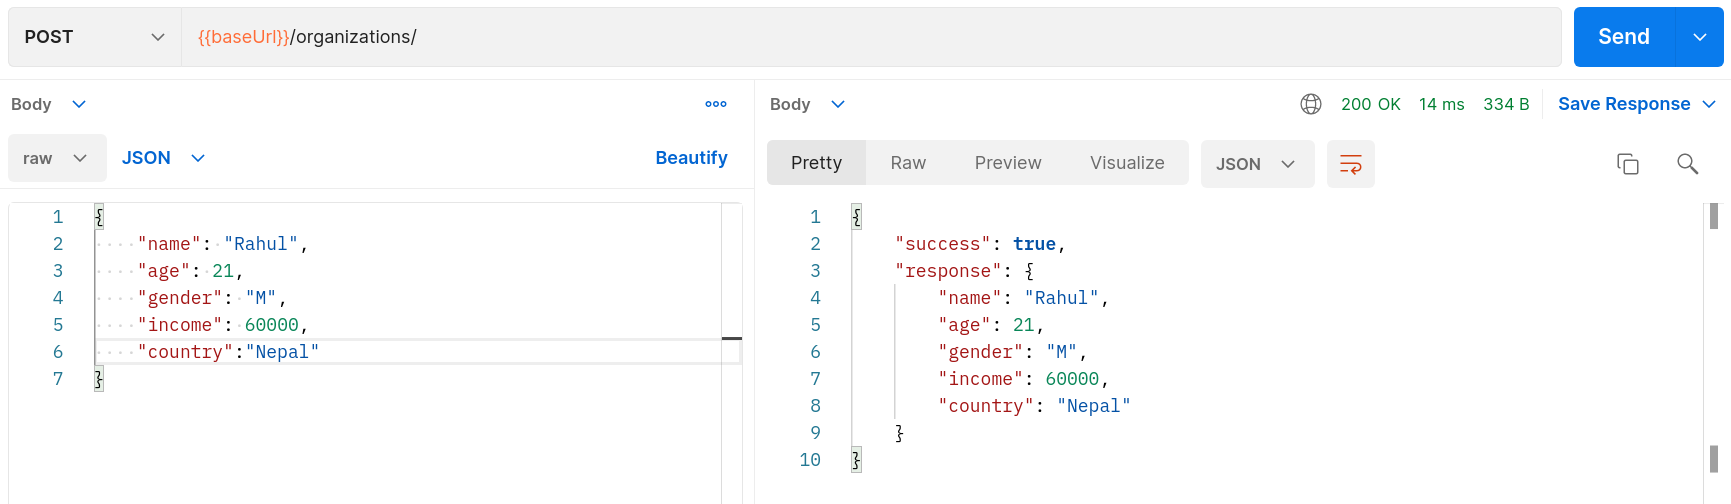 POST {{baseUrl}}/organizations/ Send
Body
raw JSON Beautify
1 {
2 "name": "Rahul",
3 "age": 21,
4 "gender": "M",
5 "income": 60000,
6 "country":"Nepal"
7 }
Body 200 OK 14 ms 334 B Save Response
Pretty Raw Preview Visualize JSON
1 {
2 "success": true,
3 "response": {
4 "name": "Rahul",
5 "age": 21,
6 "gender": "M",
7 "income": 60000,
8 "country": "Nepal"
9 }
10 }